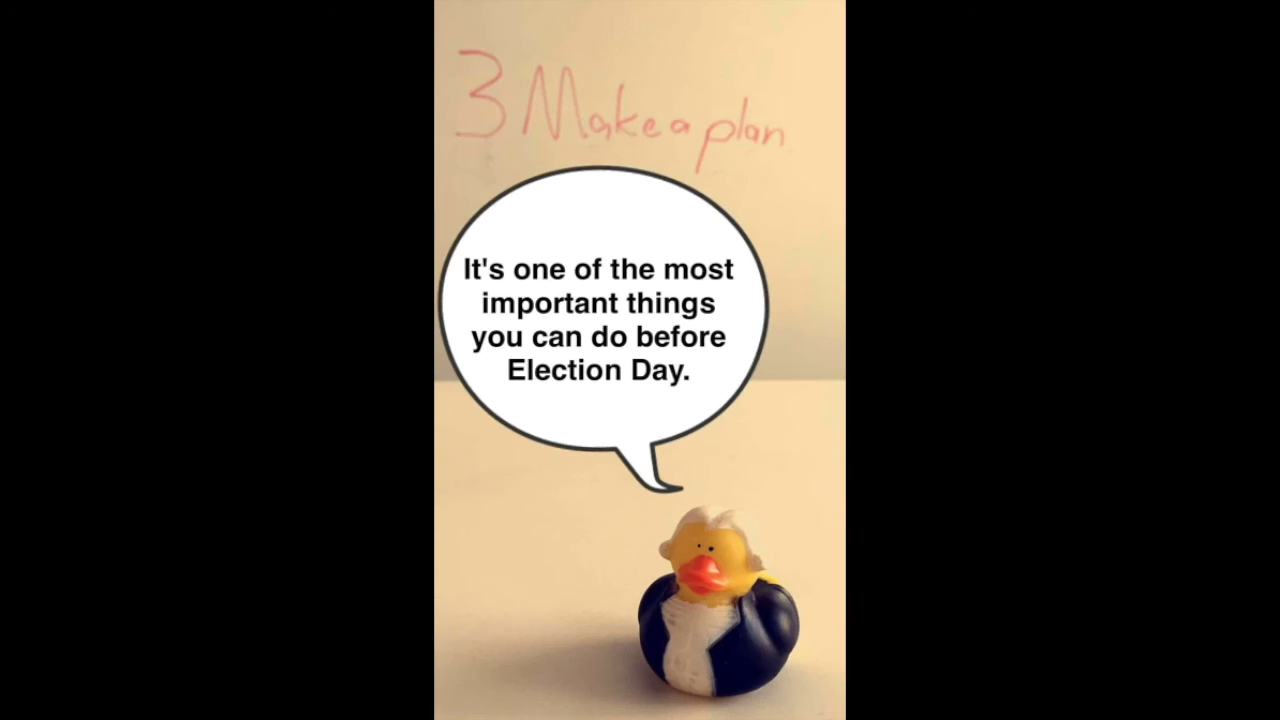 3 Make a plan
It's one of the most
important things
you can do before
Election Day.